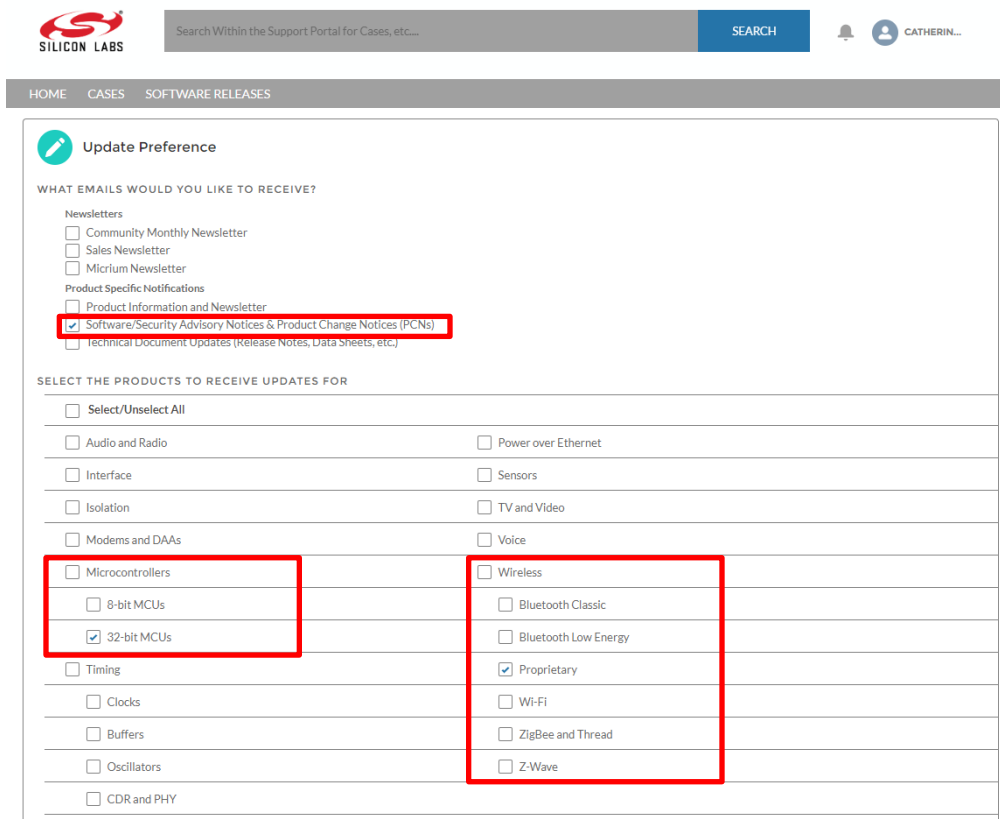 SILICON LABS
Search Within the Support Portal for Cases, etc....
SEARCH
CATHERIN...
HOME CASES SOFTWARE RELEASES
Update Preference
WHAT EMAILS WOULD YOU LIKE TO RECEIVE?
Newsletters
Community Monthly Newsletter
Sales Newsletter
Micrium Newsletter
Product Specific Notifications
Product Information and Newsletter
Software/Security Advisory Notices & Product Change Notices (PCNs)
Technical Document Updates (Release Notes, Data Sheets, etc.)
SELECT THE PRODUCTS TO RECEIVE UPDATES FOR
Select/Unselect All
Audio and Radio
Power over Ethernet
Interface
Sensors
Isolation
TV and Video
Modems and DAAs
Voice
Microcontrollers
Wireless
8-bit MCUs
Bluetooth Classic
32-bit MCUs
Bluetooth Low Energy
Timing
Proprietary
Clocks
Wi-Fi
Buffers
ZigBee and Thread
Oscillators
Z-Wave
CDR and PHY